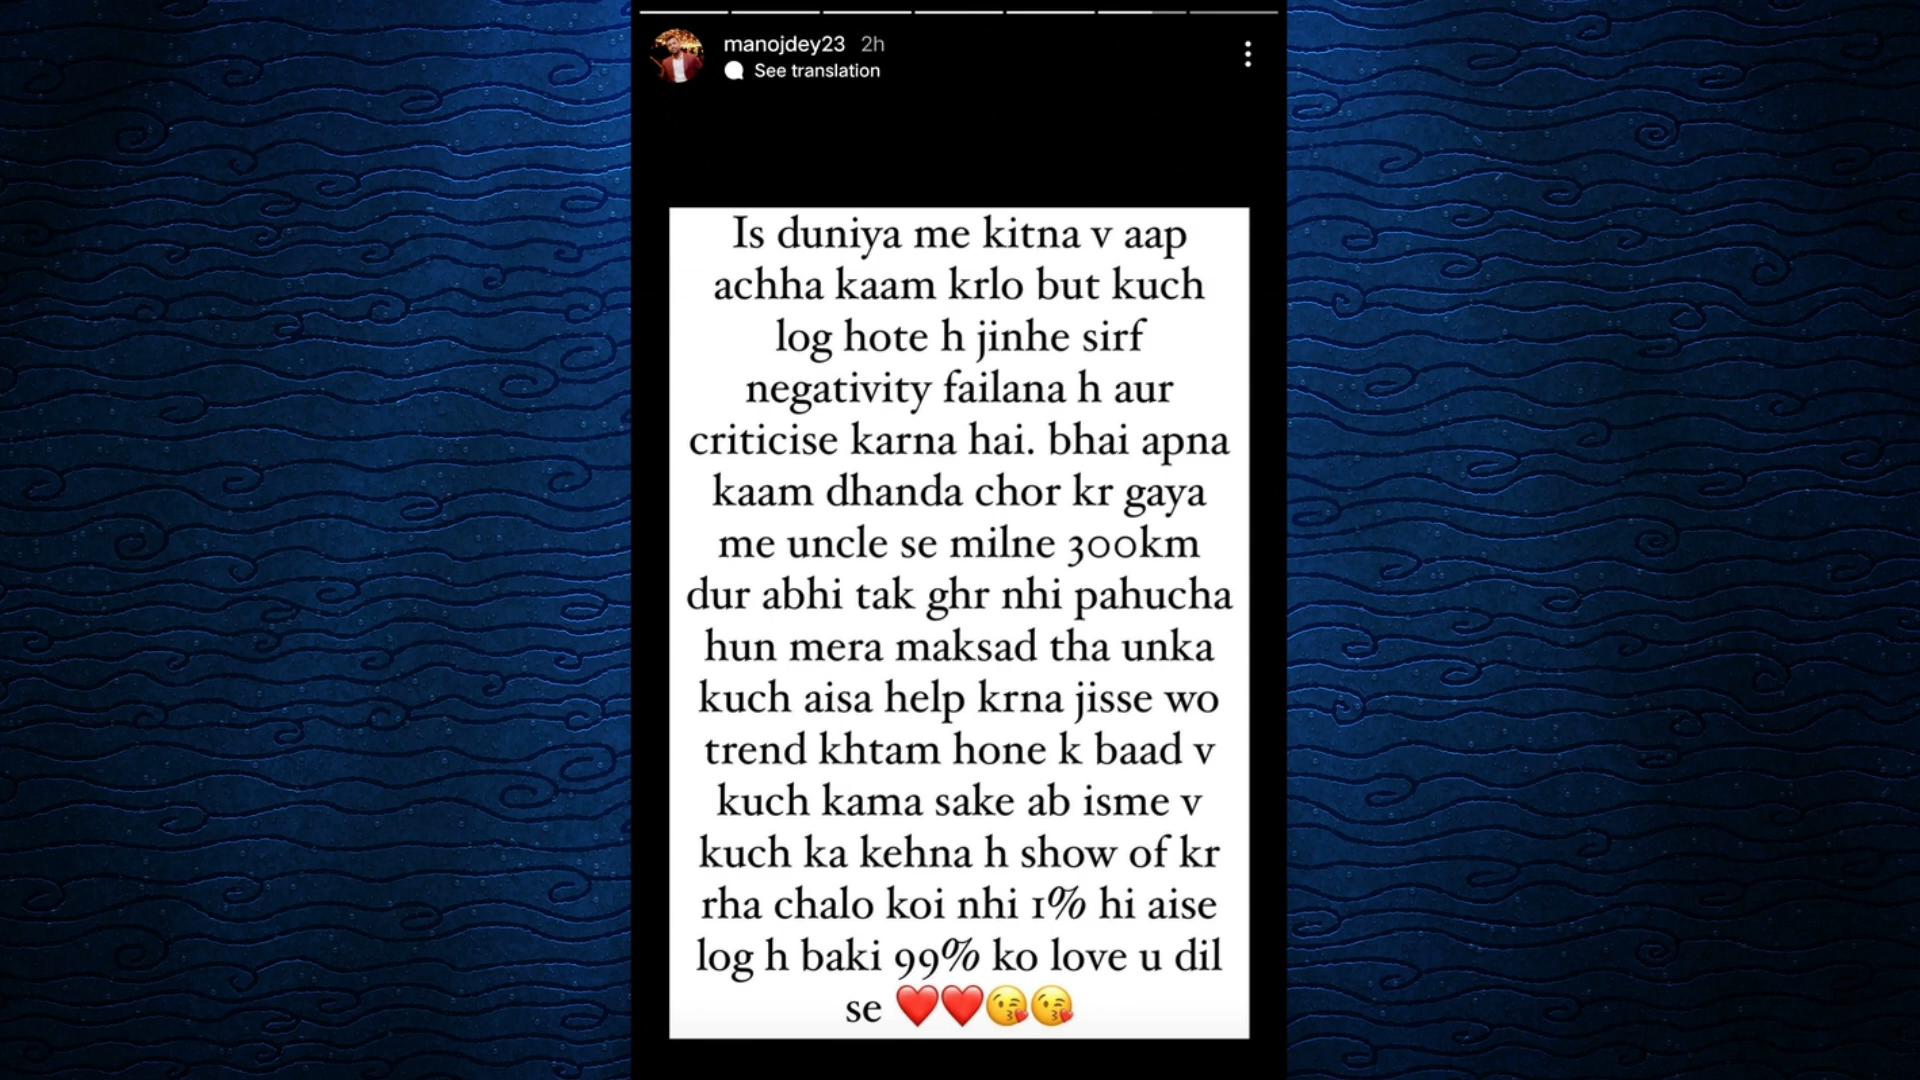 manojdey23 2h
See translation
Is duniya me kitna v aap
achha kaam krlo but kuch
log hote h jinhe sirf
negativity failana h aur
criticise karna hai. bhai apna
kaam dhanda chor kr gaya
me uncle se milne 300km
dur abhi tak ghr nhi pahucha
hun mera maksad tha unka
kuch aisa help krna jisse wo
trend khtam hone k baad v
kuch kama sake ab isme v
kuch ka kehna h show of kr
rha chalo koi nhi 1% hi aise
log h baki 99% ko love u dil
se ❤️❤️😘😘